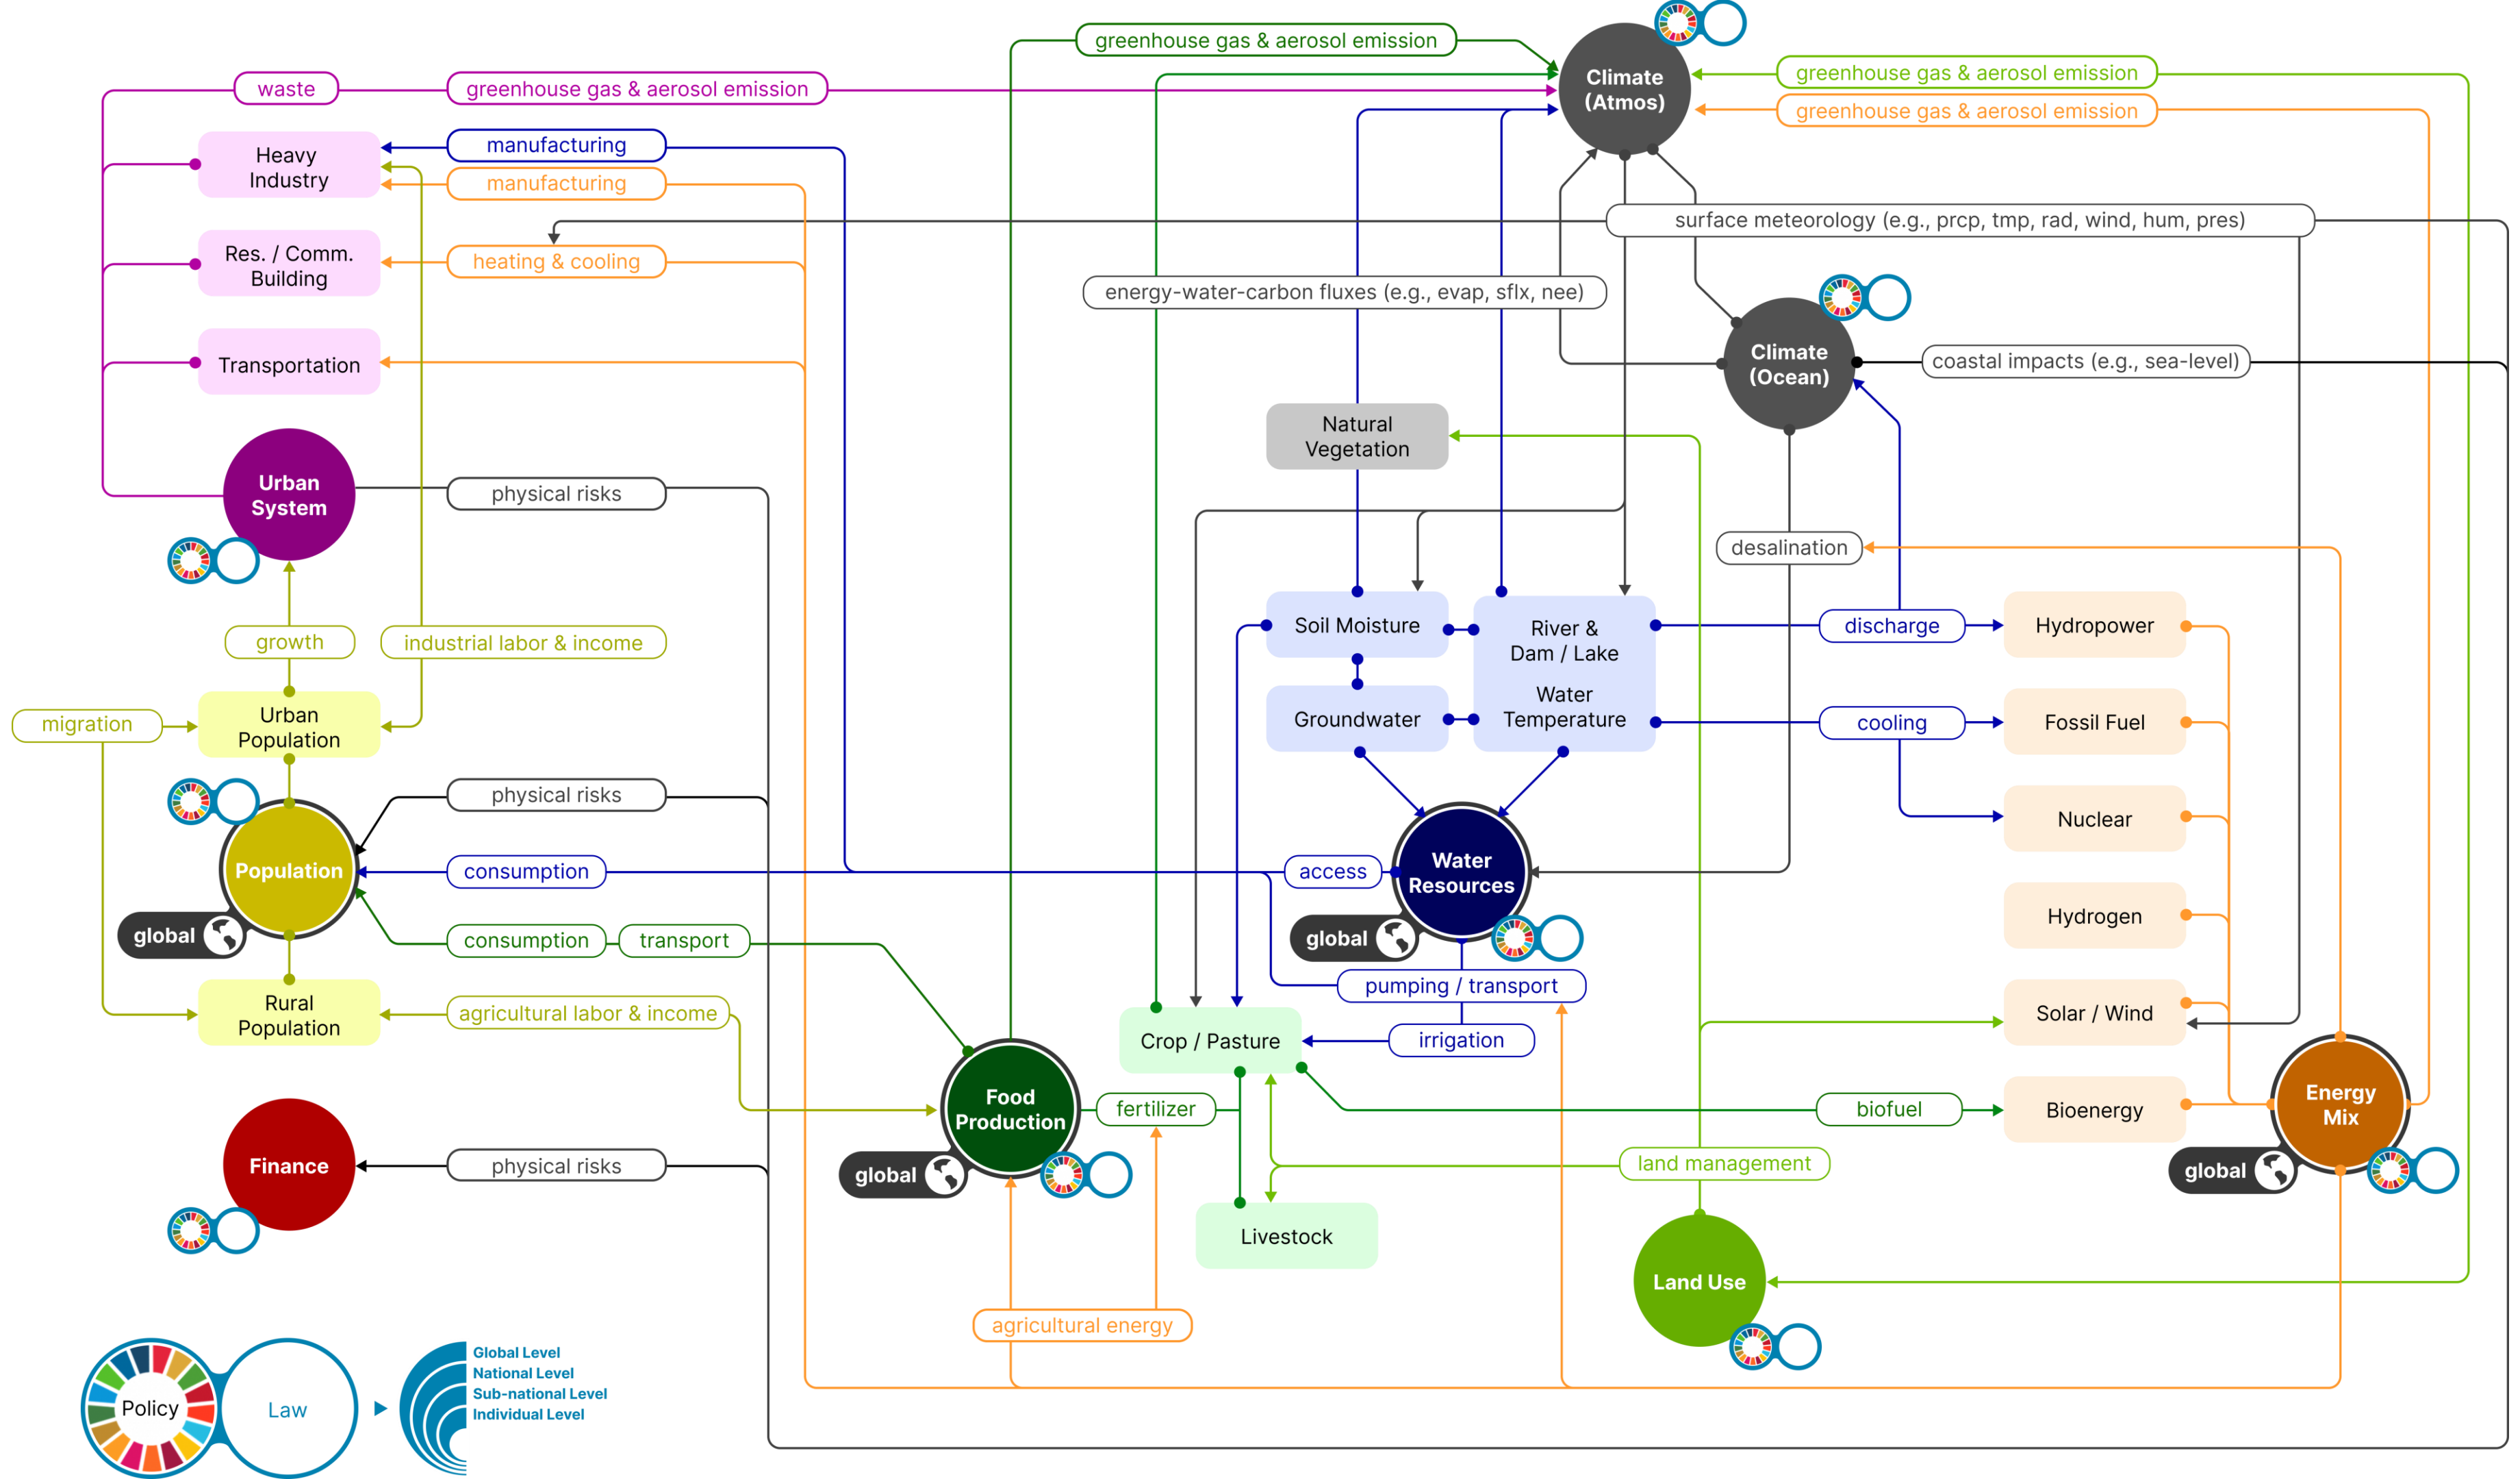 greenhouse gas & aerosol emission
waste
greenhouse gas & aerosol emission
Climate
(Atmos)
greenhouse gas & aerosol emission
greenhouse gas & aerosol emission
Heavy
Industry
manufacturing
manufacturing
surface meteorology (e.g., prcp, tmp, rad, wind, hum, pres)
Res. / Comm.
Building
heating & cooling
energy-water-carbon fluxes (e.g., evap, sflx, nee)
Transportation
Climate
(Ocean)
coastal impacts (e.g., sea-level)
Natural
Vegetation
Urban
System
physical risks
desalination
growth
industrial labor & income
Soil Moisture
River &
Dam / Lake
discharge
Hydropower
migration
Urban
Population
Groundwater
Water
Temperature
cooling
Fossil Fuel
physical risks
Nuclear
Population
consumption
access
Water
Resources
global
consumption
transport
global
Hydrogen
pumping / transport
Rural
Population
agricultural labor & income
Crop / Pasture
irrigation
Solar / Wind
Food
Production
fertilizer
biofuel
Bioenergy
Energy
Mix
Finance
physical risks
global
land management
global
Livestock
Land Use
agricultural energy
Policy
Law
Global Level
National Level
Sub-national Level
Individual Level